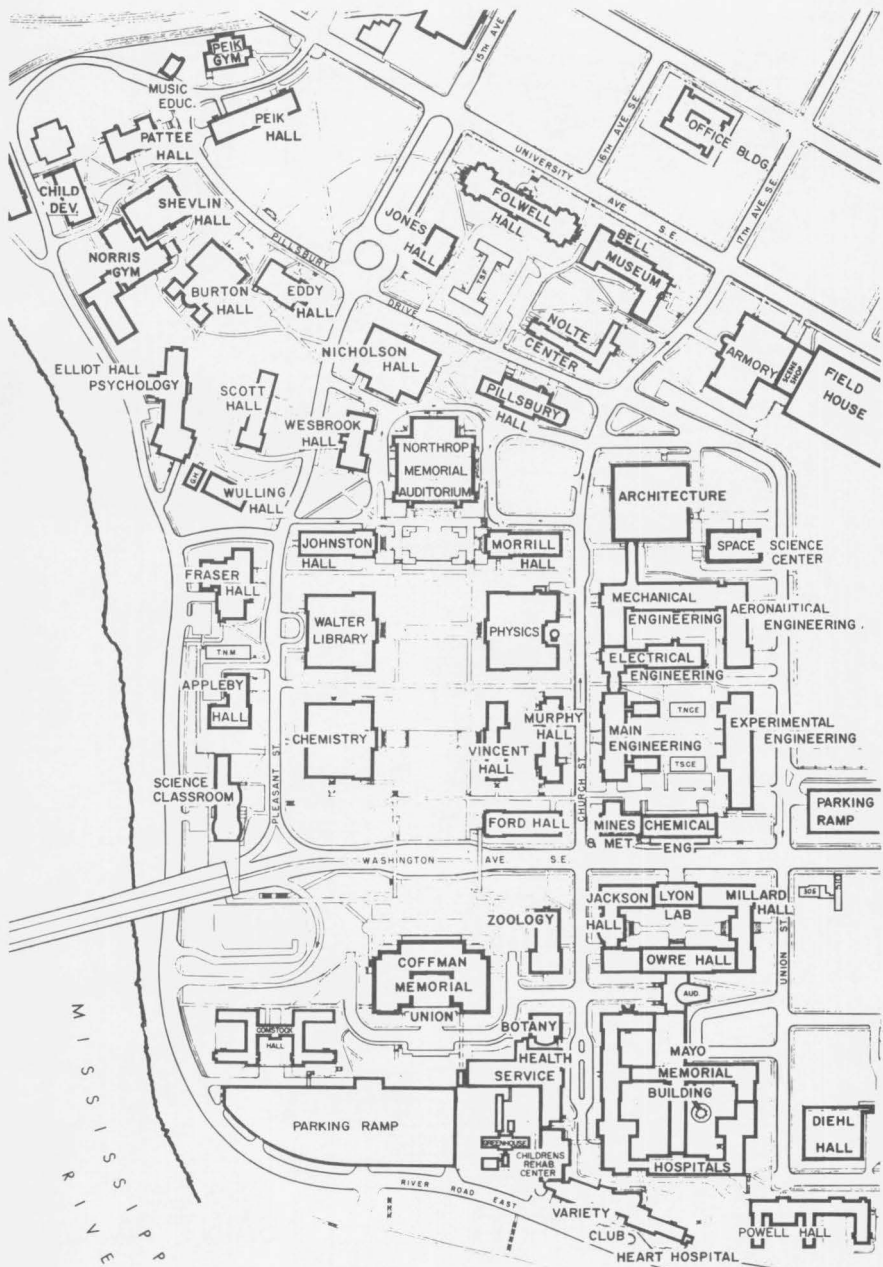 PEIK
GYM
MUSIC
EDUC.
PEIK
HALL
PATTEE
HALL
CHILD
DEV.
SHEVLIN
HALL
NORRIS
GYM
BURTON
HALL
EDDY
HALL
PILLSBURY
DRIVE
15TH AVE
16TH AVE S.E.
17TH AVE S.E.
OFFICE BLDG.
UNIVERSITY
AVE.
S.E.
FOLWELL
HALL
JONES
HALL
TSF
BELL
MUSEUM
NOLTE
CENTER
ARMORY
SCENE
SHOP
FIELD
HOUSE
ELLIOT HALL
PSYCHOLOGY
SCOTT
HALL
NICHOLSON
HALL
WESBROOK
HALL
PILLSBURY
HALL
NORTHROP
MEMORIAL
AUDITORIUM
G.H.
WULLING
HALL
ARCHITECTURE
SPACE SCIENCE
CENTER
JOHNSTON
HALL
MORRILL
HALL
FRASER
HALL
MECHANICAL
ENGINEERING
AERONAUTICAL
ENGINEERING.
WALTER
LIBRARY
PHYSICS
ELECTRICAL
ENGINEERING
TNM
APPLEBY
HALL
CHEMISTRY
VINCENT
HALL
MURPHY
HALL
MAIN
ENGINEERING
TNCE
TSCE
EXPERIMENTAL
ENGINEERING
SCIENCE
CLASSROOM
PLEASANT ST.
CHURCH ST.
FORD HALL
MINES
& MET.
CHEMICAL
ENG
PARKING
RAMP
WASHINGTON AVE. S.E.
JACKSON
HALL
LYON
LAB
MILLARD
HALL
OWRE HALL
UNION ST.
ZOOLOGY
COFFMAN
MEMORIAL
UNION
AUD.
COMSTOCK
HALL
BOTANY
HEALTH
SERVICE
MAYO
MEMORIAL
BUILDING
HOSPITALS
DIEHL
HALL
PARKING RAMP
GREENHOUSE
CHILDRENS
REHAB.
CENTER
RIVER ROAD EAST
VARIETY
CLUB
HEART HOSPITAL
POWELL HALL
MISSISSIPP
RIVE